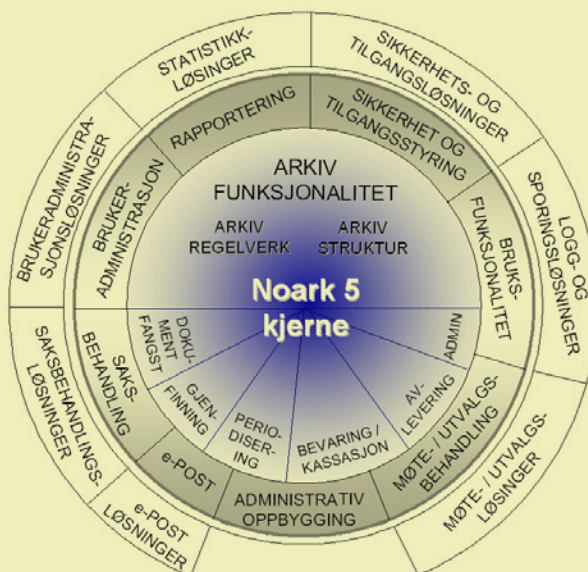 STATISTIKK-
LØSINGER
SIKKERHETS- OG
TILGANGSLØSNINGER
LOGG- OG
SPORINGSLØSNINGER
MØTE- / UTVALGS-
LØSINGER
e-POST
LØSNINGER
SAKSBEHANDLINGS-
LØSNINGER
BRUKERADMINISTRA-
SJONSLØSNINGER
RAPPORTERING
SIKKERHET OG
TILGANGSSTYRING
BRUKS-
FUNKSJONALITET
MØTE- / UTVALGS-
BEHANDLING
ADMINISTRATIV
OPPBYGGING
e-POST
SAKS-
BEHANDLING
BRUKER-
ADMINISTRASJON
ARKIV
FUNKSJONALITET
ARKIV
REGELVERK
ARKIV
STRUKTUR
Noark 5
kjerne
DOKU-
MENT
FANGST
GJEN-
FINNING
PERIO-
DISER-
ING
BEVARING /
KASSASJON
AV-
LEVERING
ADMIN